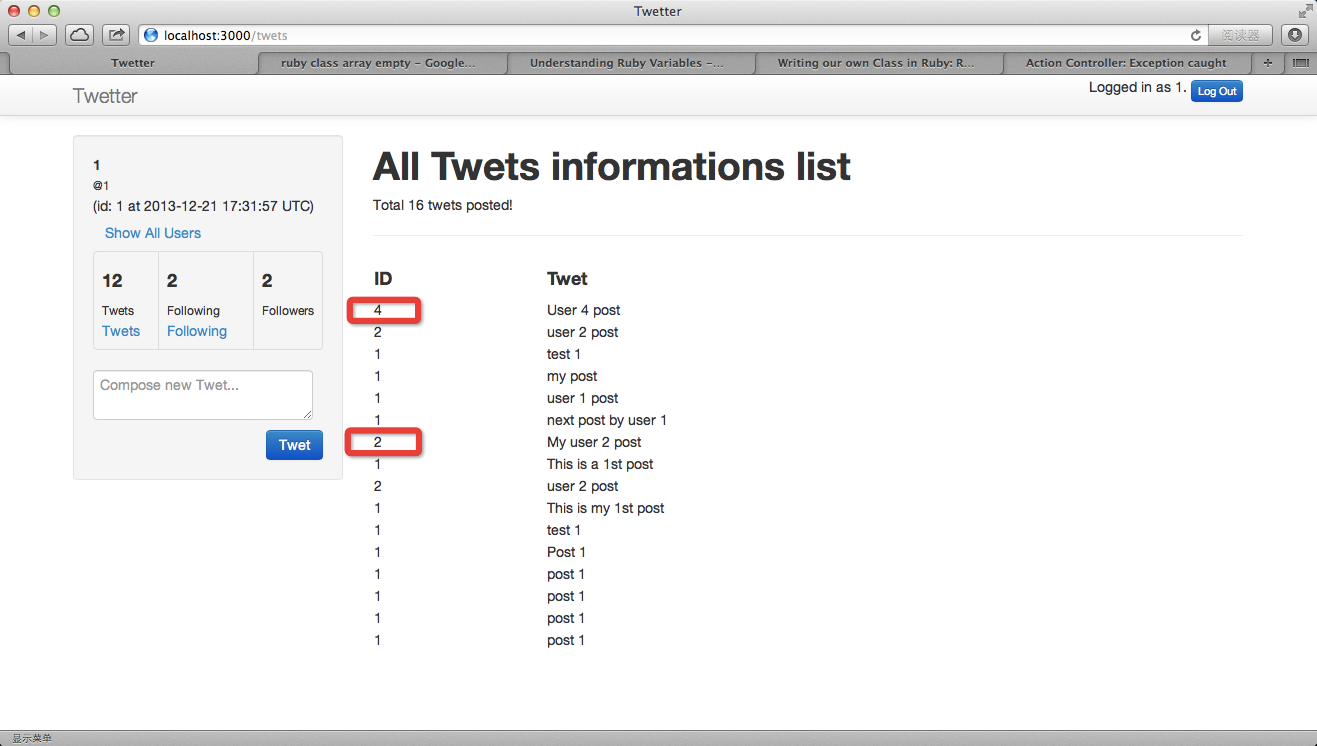 Twetter
localhost:3000/twets
阅读器
Twetter
ruby class array empty - Google...
Understanding Ruby Variables -...
Writing our own Class in Ruby: R...
Action Controller: Exception caught
Twetter
Logged in as 1. Log Out
1
@1
(id: 1 at 2013-12-21 17:31:57 UTC)
Show All Users
12 2 2
Twets Following Followers
Twets Following
Compose new Twet...
Twet
All Twets informations list
Total 16 twets posted!
ID Twet
4 User 4 post
2 user 2 post
1 test 1
1 my post
1 user 1 post
1 next post by user 1
2 My user 2 post
1 This is a 1st post
2 user 2 post
1 This is my 1st post
1 test 1
1 Post 1
1 post 1
1 post 1
1 post 1
1 post 1
显示菜单